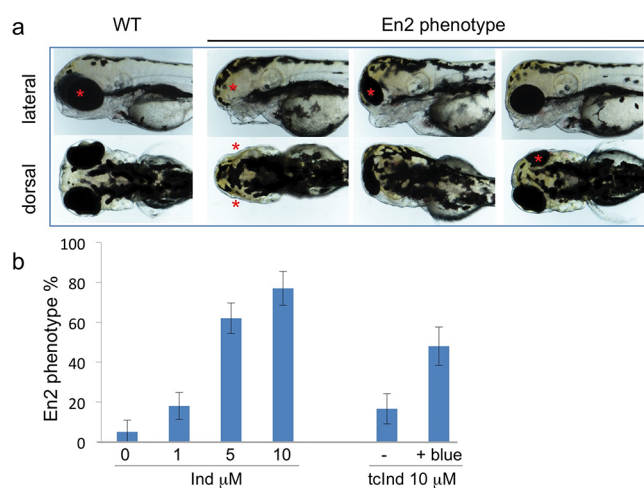 a
WT
En2 phenotype
lateral
dorsal
b
En2 phenotype %
100
80
60
40
20
0
0 1 5 10 - + blue
Ind µM tcInd 10 µM